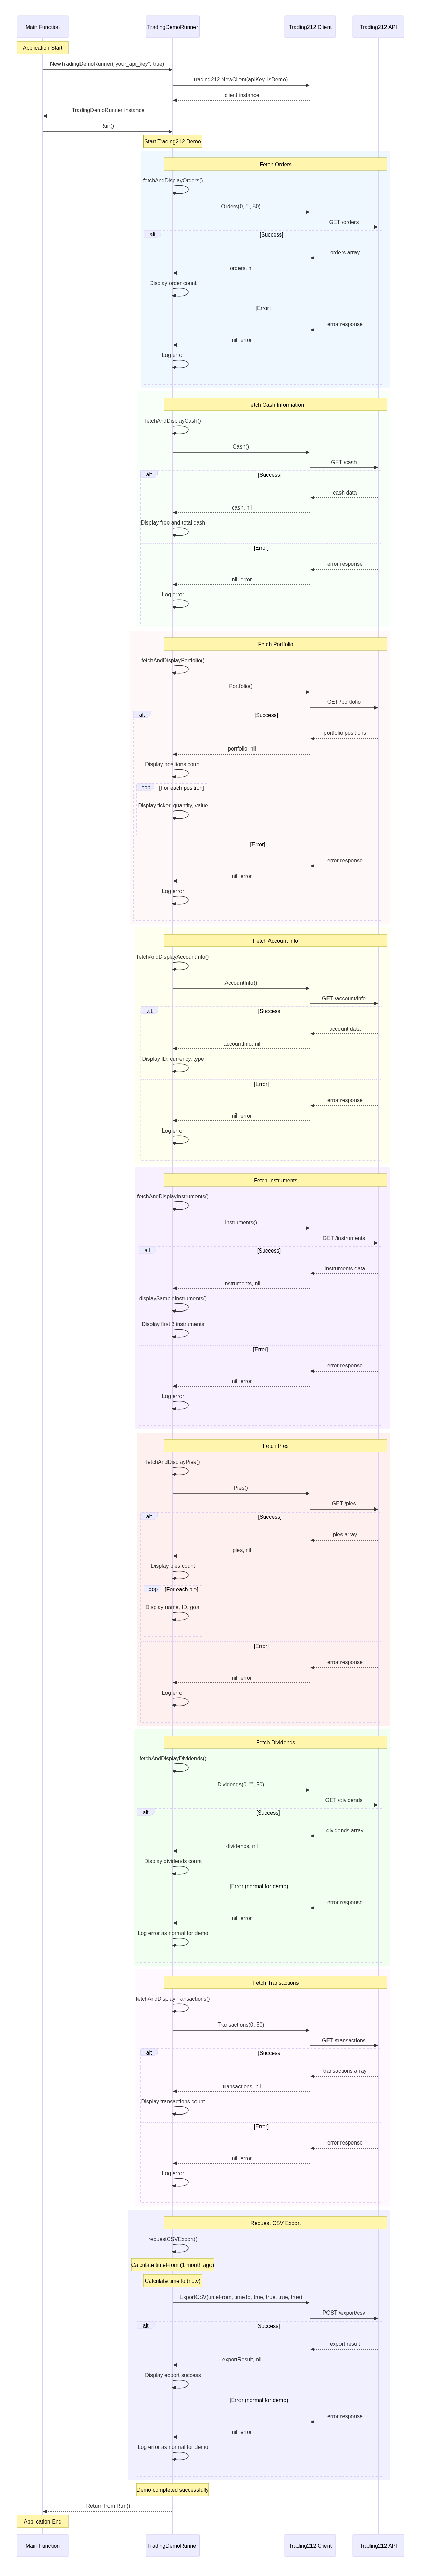 Main Function
TradingDemoRunner
Trading212 Client
Trading212 API
Application Start
NewTradingDemoRunner("your_api_key", true)
trading212.NewClient(apiKey, isDemo)
client instance
TradingDemoRunner instance
Run()
Start Trading212 Demo
Fetch Orders
fetchAndDisplayOrders()
Orders(0, "", 50)
GET /orders
alt
[Success]
orders array
orders, nil
Display order count
[Error]
error response
nil, error
Log error
Fetch Cash Information
fetchAndDisplayCash()
Cash()
GET /cash
alt
[Success]
cash data
cash, nil
Display free and total cash
[Error]
error response
nil, error
Log error
Fetch Portfolio
fetchAndDisplayPortfolio()
Portfolio()
GET /portfolio
alt
[Success]
portfolio positions
portfolio, nil
Display positions count
loop
[For each position]
Display ticker, quantity, value
[Error]
error response
nil, error
Log error
Fetch Account Info
fetchAndDisplayAccountInfo()
AccountInfo()
GET /account/info
alt
[Success]
account data
accountInfo, nil
Display ID, currency, type
[Error]
error response
nil, error
Log error
Fetch Instruments
fetchAndDisplayInstruments()
Instruments()
GET /instruments
alt
[Success]
instruments data
instruments, nil
displaySampleInstruments()
Display first 3 instruments
[Error]
error response
nil, error
Log error
Fetch Pies
fetchAndDisplayPies()
Pies()
GET /pies
alt
[Success]
pies array
pies, nil
Display pies count
loop
[For each pie]
Display name, ID, goal
[Error]
error response
nil, error
Log error
Fetch Dividends
fetchAndDisplayDividends()
Dividends(0, "", 50)
GET /dividends
alt
[Success]
dividends array
dividends, nil
Display dividends count
[Error (normal for demo)]
error response
nil, error
Log error as normal for demo
Fetch Transactions
fetchAndDisplayTransactions()
Transactions(0, 50)
GET /transactions
alt
[Success]
transactions array
transactions, nil
Display transactions count
[Error]
error response
nil, error
Log error
Request CSV Export
requestCSVExport()
Calculate timeFrom (1 month ago)
Calculate timeTo (now)
ExportCSV(timeFrom, timeTo, true, true, true, true)
POST /export/csv
alt
[Success]
export result
exportResult, nil
Display export success
[Error (normal for demo)]
error response
nil, error
Log error as normal for demo
Demo completed successfully
Return from Run()
Application End
Main Function
TradingDemoRunner
Trading212 Client
Trading212 API